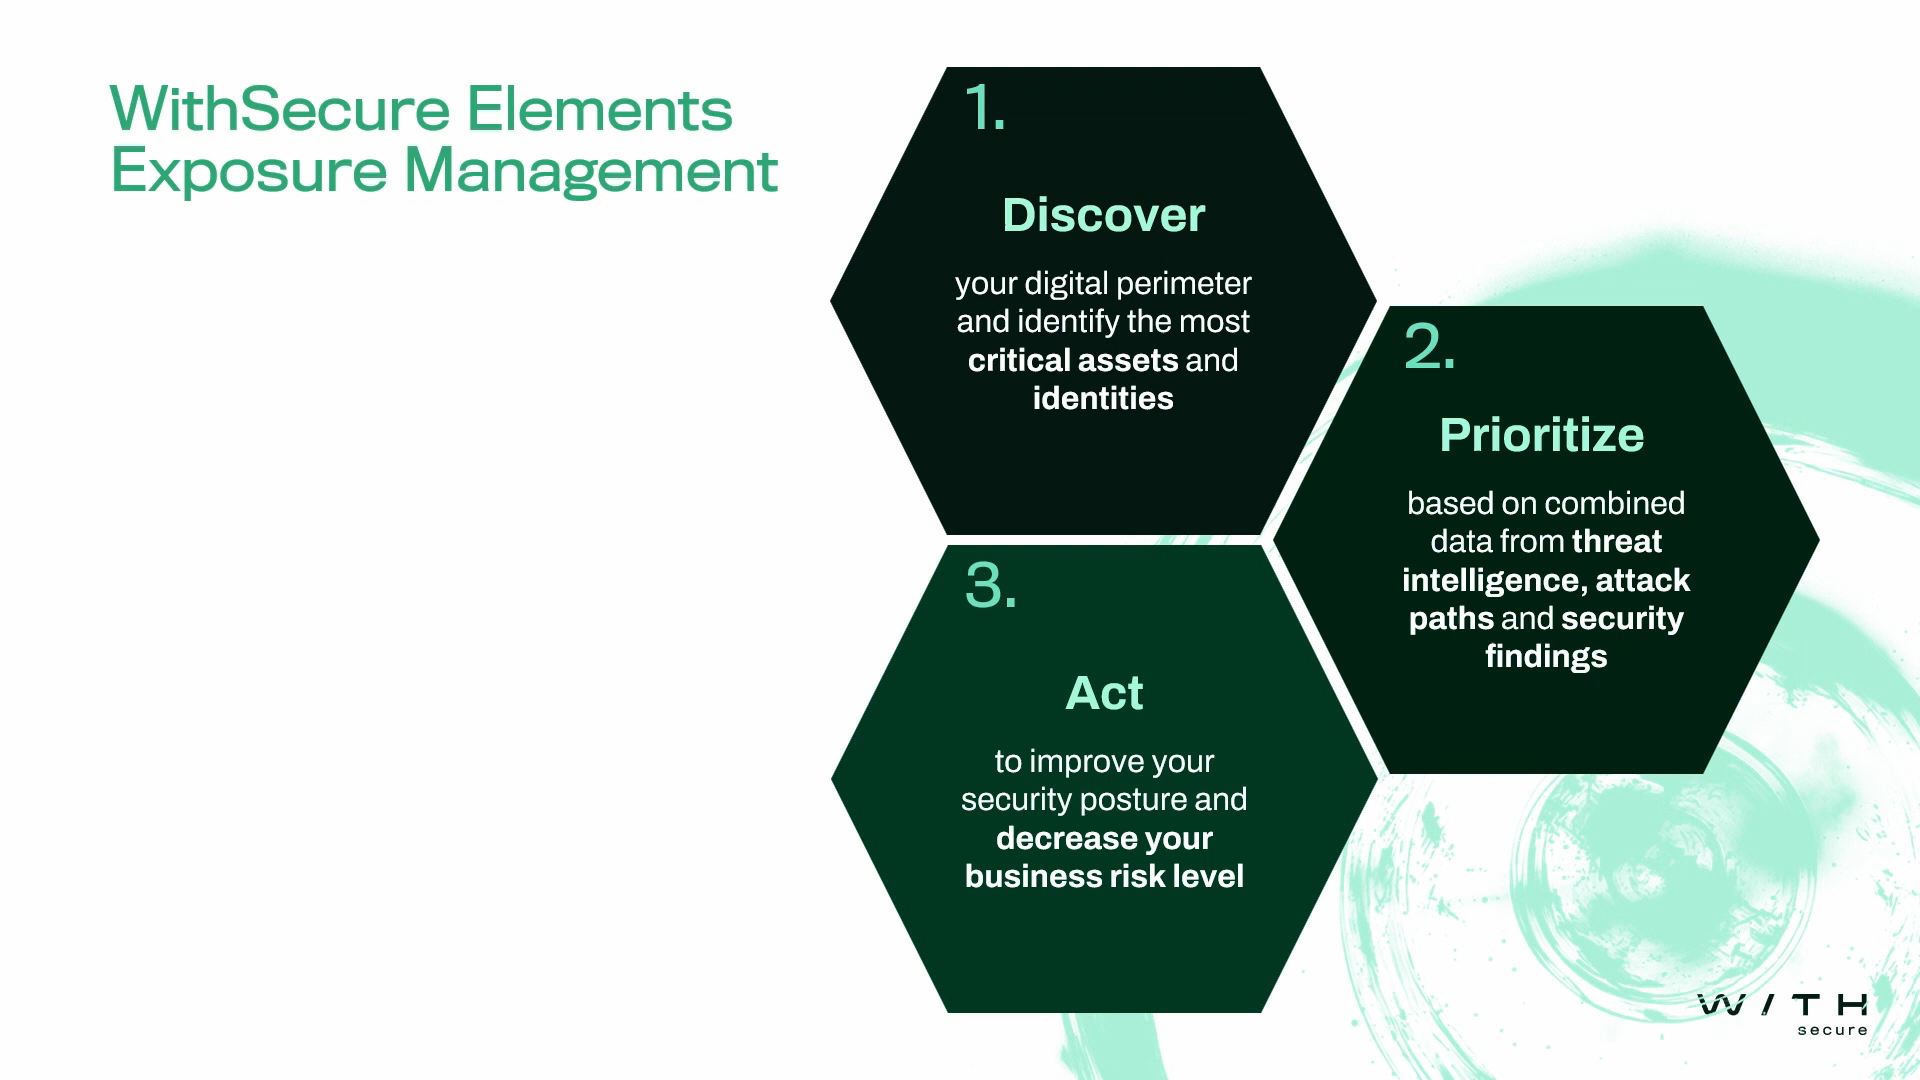 WithSecure Elements
Exposure Management
1.
Discover
your digital perimeter
and identify the most
critical assets and
identities
2.
Prioritize
based on combined
data from threat
intelligence, attack
paths and security
findings
3.
Act
to improve your
security posture and
decrease your
business risk level
W/TH
secure